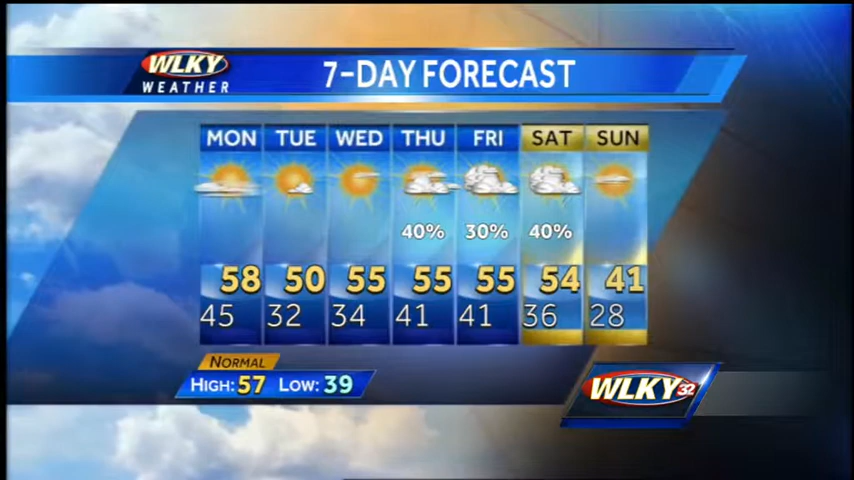 WLKY
WEATHER
7-DAY FORECAST
MON TUE WED THU FRI SAT SUN
40% 30% 40%
58 50 55 55 55 54 41
45 32 34 41 41 36 28
NORMAL
HIGH: 57 LOW: 39
WLKY 32